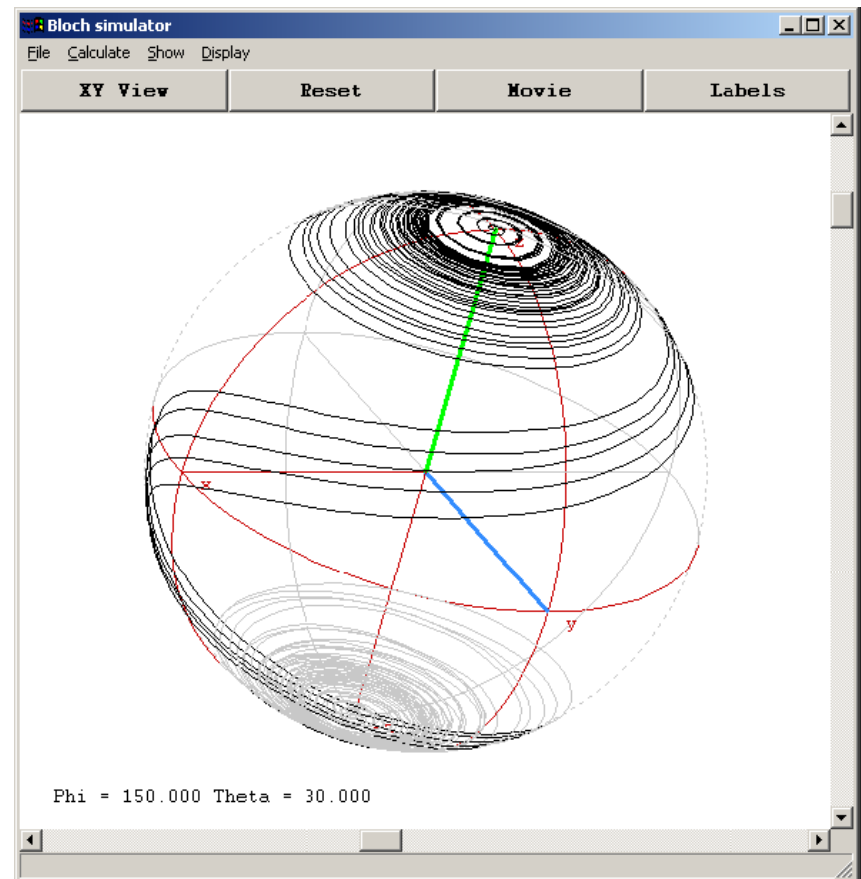 Bloch simulator
File Calculate Show Display
XY View Reset Movie Labels
x
y
Phi = 150.000 Theta = 30.000